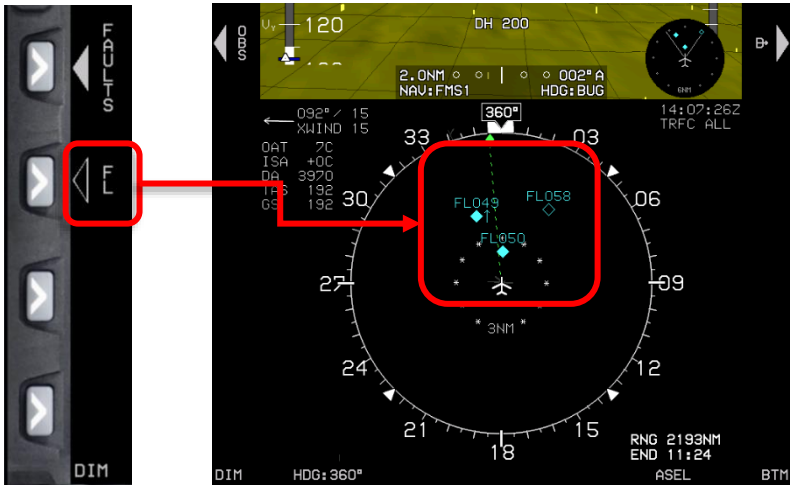 FAULTS
FL
DIM
OBS
Vʏ
120
DH 200
2.0NM
002°A
NAV:FMS1
HDG:BUG
6NM
092°/ 15
XWIND 15
360°
14:07:26Z
TRFC ALL
OAT 7C
ISA +0C
DA 3970
TAS 192
GS 192
33
03
30
06
27
09
24
12
21
15
18
FL049
FL058
FL050
3NM
RNG 2193NM
END 11:24
DIM
HDG:360°
ASEL
BTM